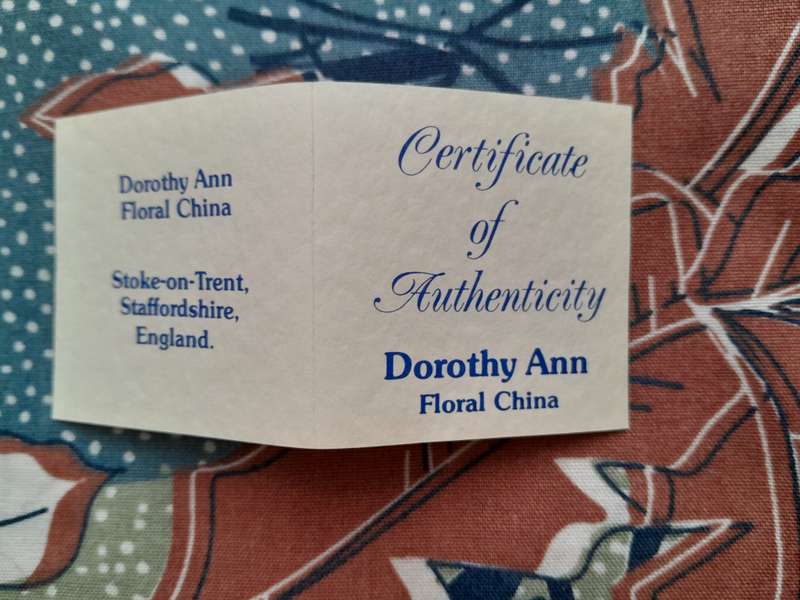 Dorothy Ann
Floral China
Stoke-on-Trent,
Staffordshire,
England.
Certificate
of
Authenticity
Dorothy Ann
Floral China